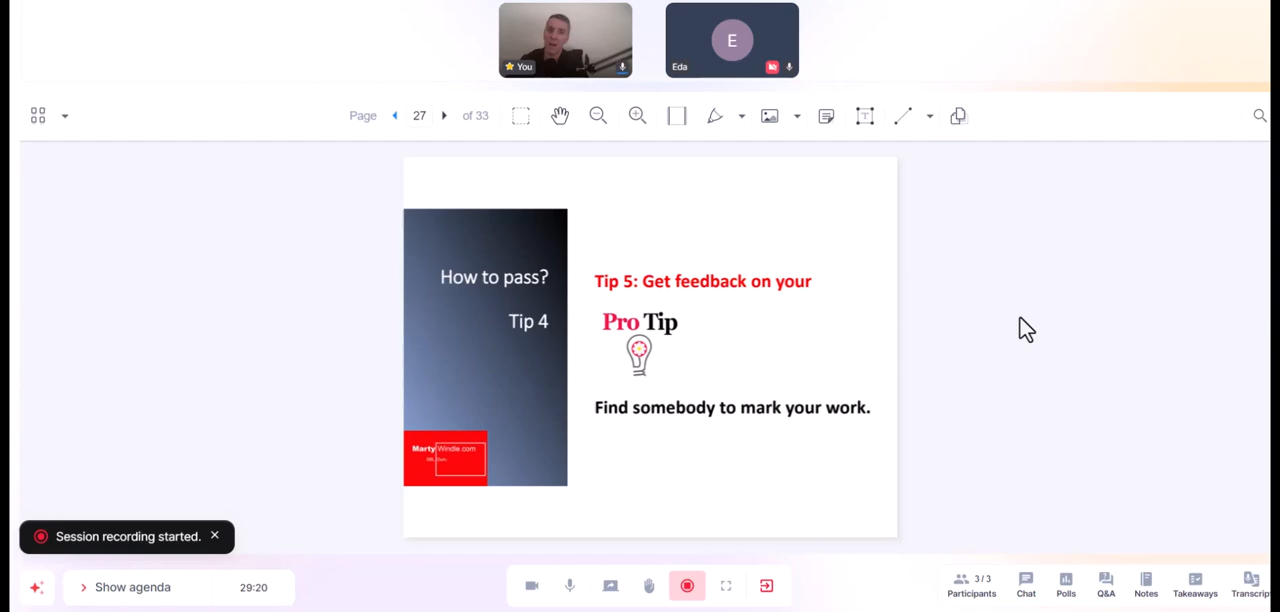 You
E
Eda
Page 27 of 33
How to pass?
Tip 4
Tip 5: Get feedback on your
Pro Tip
Find somebody to mark your work.
MartyWindle.com
Session recording started.
Show agenda
29:20
3 / 3
Participants
Chat
Polls
Q&A
Notes
Takeaways
Transcrip